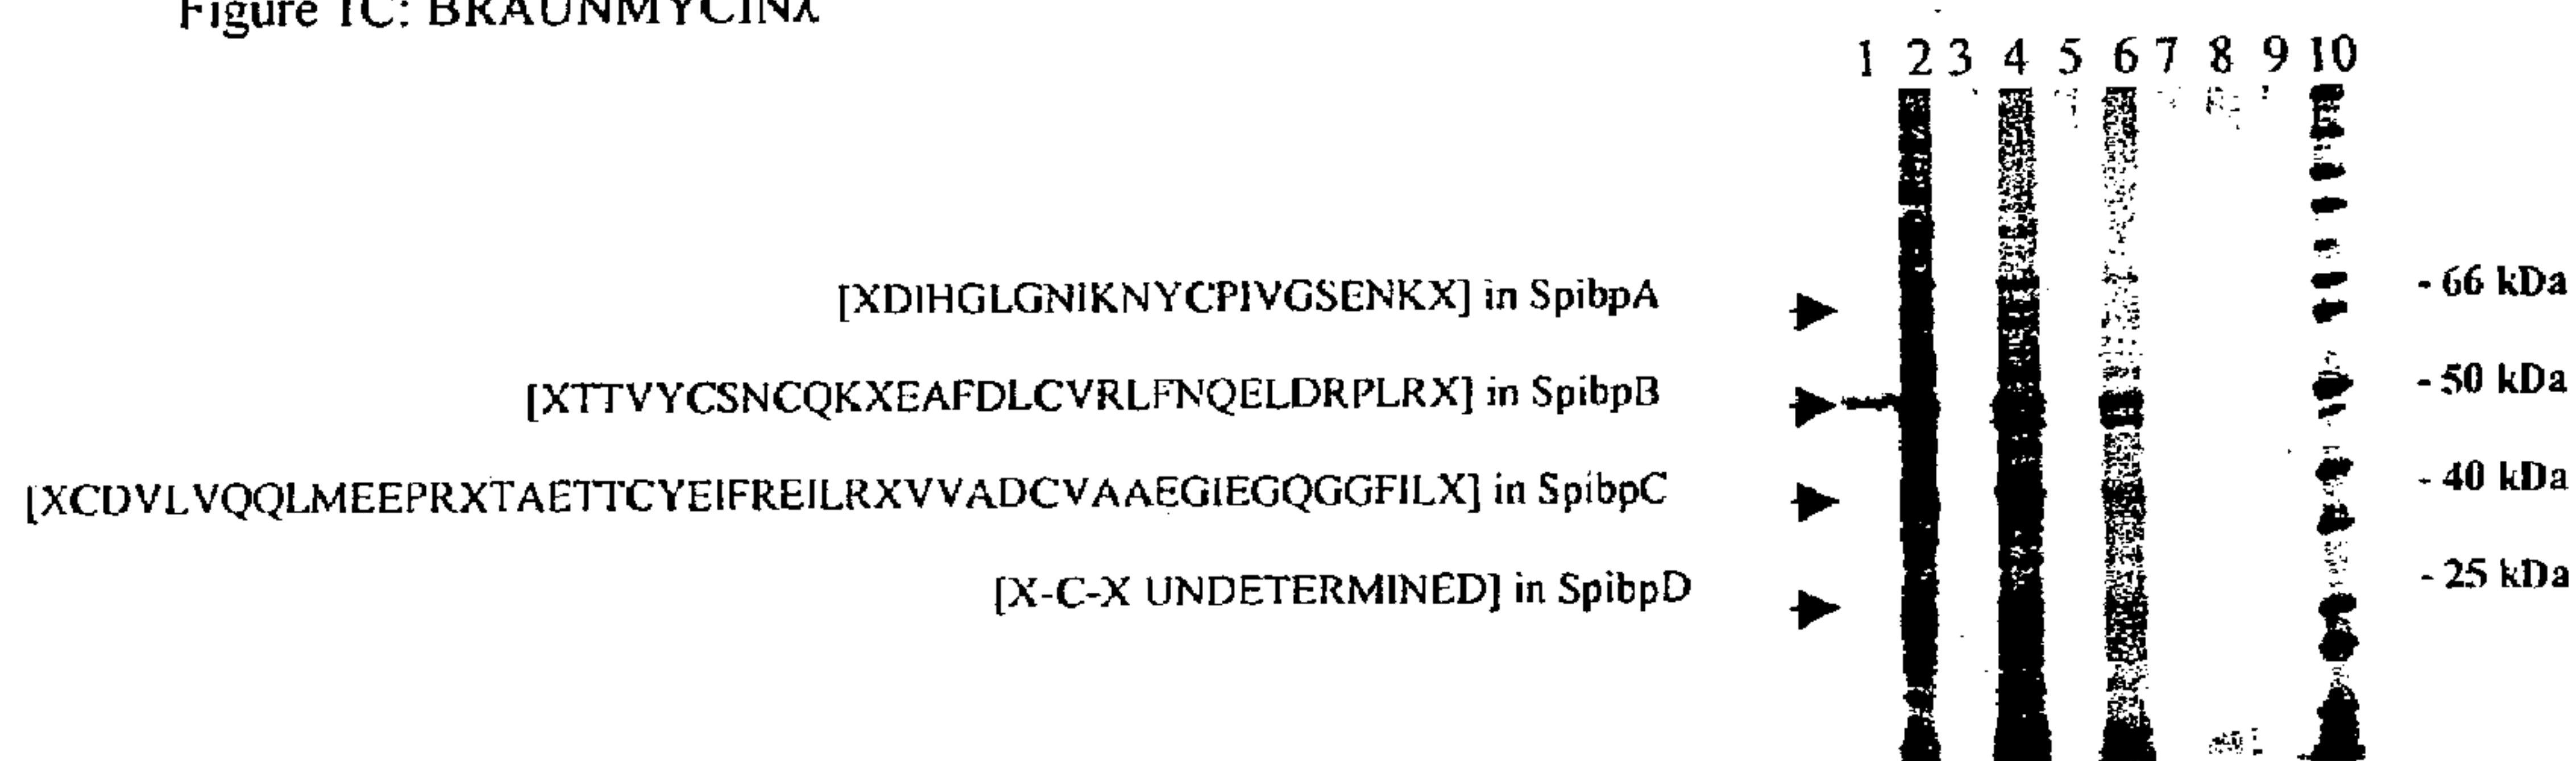 Figure 1C: BRAUNMYCINλ
1 2 3 4 5 6 7 8 9 10
[XDIHGLGNIKNYCPIVGSENKX] in SpibpA
- 66 kDa
[XTTVYCSNCQKXEAFDLCVRLFNQELDRPLRX] in SpibpB
- 50 kDa
[XCDVLVQQLMEEPRXTAETTCYEIFREILRXVVADCVAAEGIEGQGGFILX] in SpibpC
- 40 kDa
[X-C-X UNDETERMINED] in SpibpD
- 25 kDa